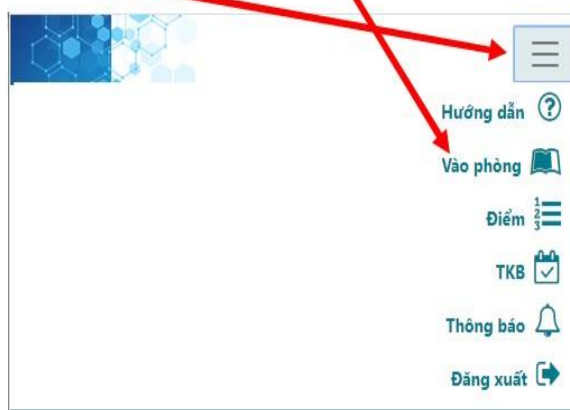 Hướng dẫn
Vào phòng
Điểm
TKB
Thông báo
Đăng xuất